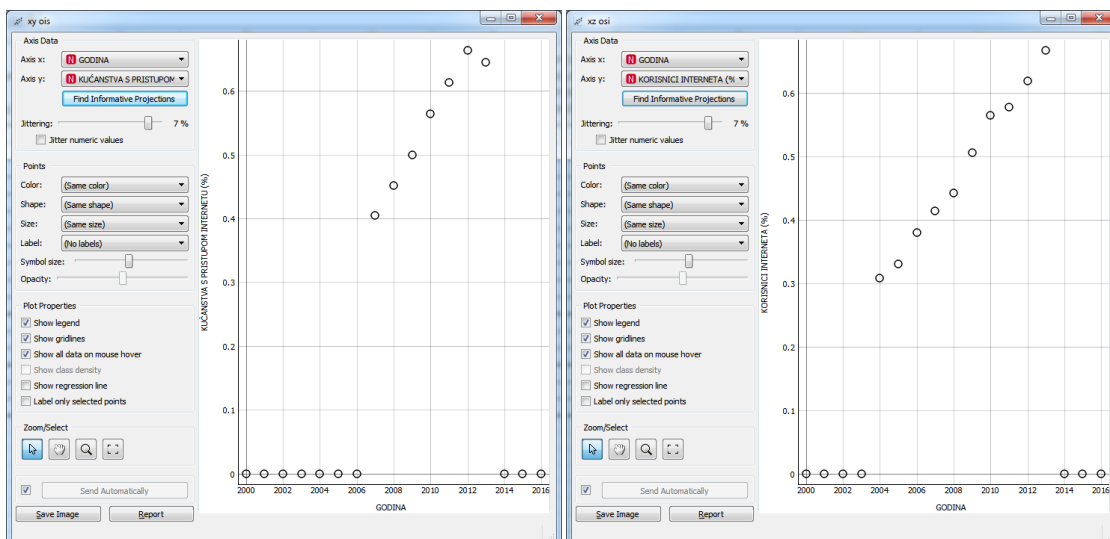 xy ois
Axis Data
Axis x:
N GODINA
Axis y:
N KUĆANSTVA S PRISTUPOM
Find Informative Projections
Jittering:
7 %
Jitter numeric values
Points
Color:
(Same color)
Shape:
(Same shape)
Size:
(Same size)
Label:
(No labels)
Symbol size:
Opacity:
Plot Properties
Show legend
Show gridlines
Show all data on mouse hover
Show class density
Show regression line
Label only selected points
Zoom/Select
Send Automatically
Save Image
Report
KUĆANSTVA S PRISTUPOM INTERNETU (%)
0.6
0.5
0.4
0.3
0.2
0.1
0
2000 2002 2004 2006 2008 2010 2012 2014 2016
GODINA
xz osi
Axis Data
Axis x:
N GODINA
Axis y:
N KORISNICI INTERNETA (%
Find Informative Projections
Jittering:
7 %
Jitter numeric values
Points
Color:
(Same color)
Shape:
(Same shape)
Size:
(Same size)
Label:
(No labels)
Symbol size:
Opacity:
Plot Properties
Show legend
Show gridlines
Show all data on mouse hover
Show class density
Show regression line
Label only selected points
Zoom/Select
Send Automatically
Save Image
Report
KORISNICI INTERNETA (%)
0.6
0.5
0.4
0.3
0.2
0.1
0
2000 2002 2004 2006 2008 2010 2012 2014 2016
GODINA